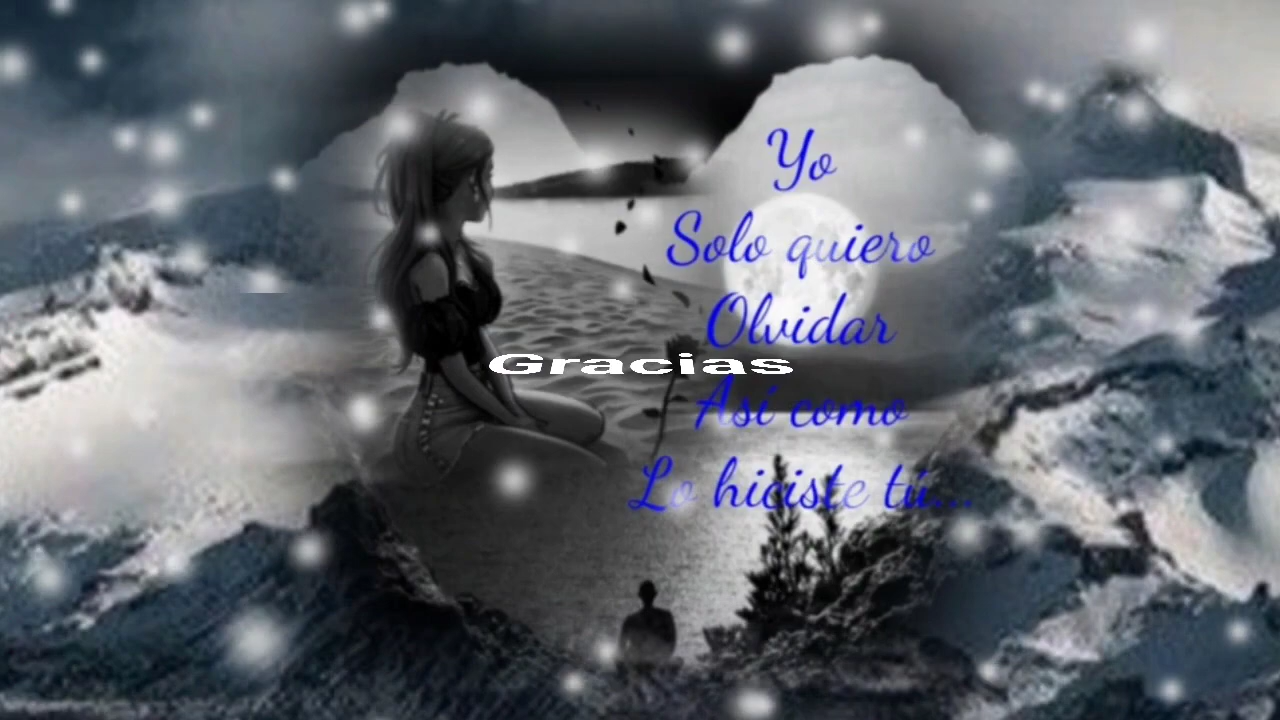 Yo
Solo quiero
Olvidar
Gracias
Así como
Lo hiciste tú...